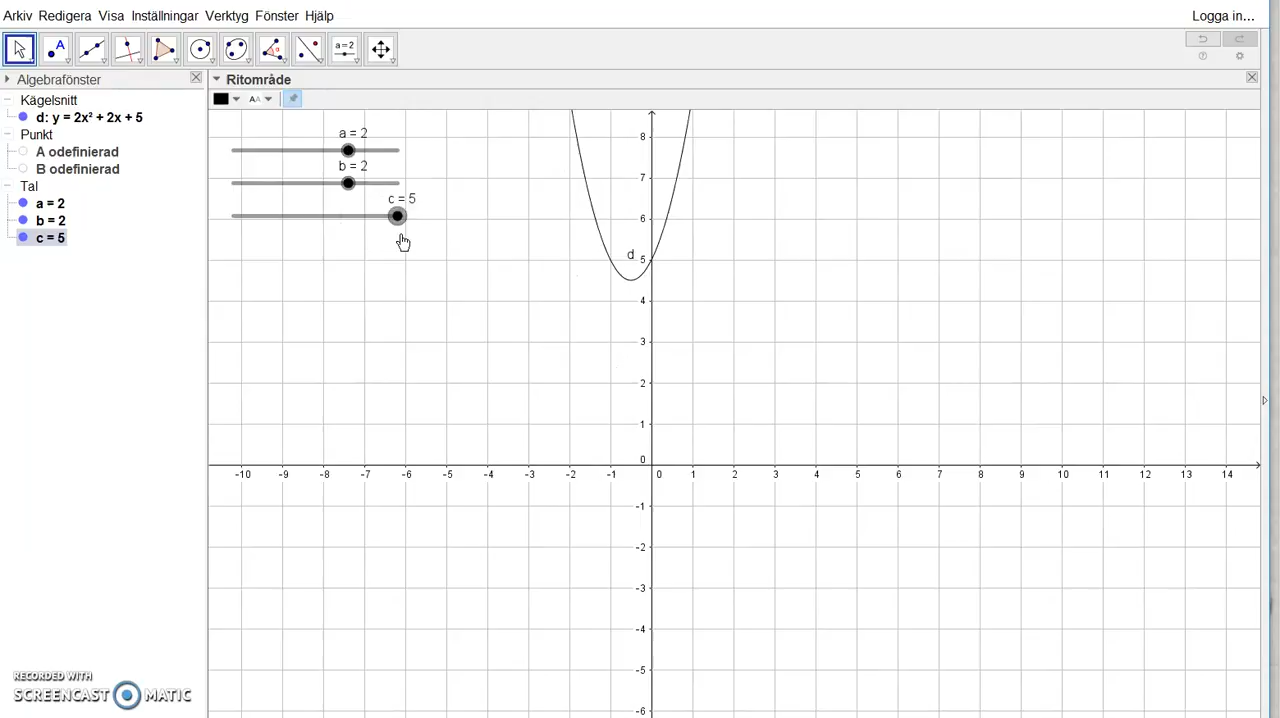 Arkiv Redigera Visa Inställningar Verktyg Fönster Hjälp Logga in...
A a=2
Algebrafönster Ritområde
AA
Kägelsnitt
d: y = 2x² + 2x + 5
Punkt
A odefinierad
B odefinierad
Tal
a = 2
b = 2
c = 5
a = 2
b = 2
c = 5
d
8
7
6
5
4
3
2
1
0
-10 -9 -8 -7 -6 -5 -4 -3 -2 -1 0 1 2 3 4 5 6 7 8 9 10 11 12 13 14
-1
-2
-3
-4
-5
-6
RECORDED WITH
SCREENCAST MATIC